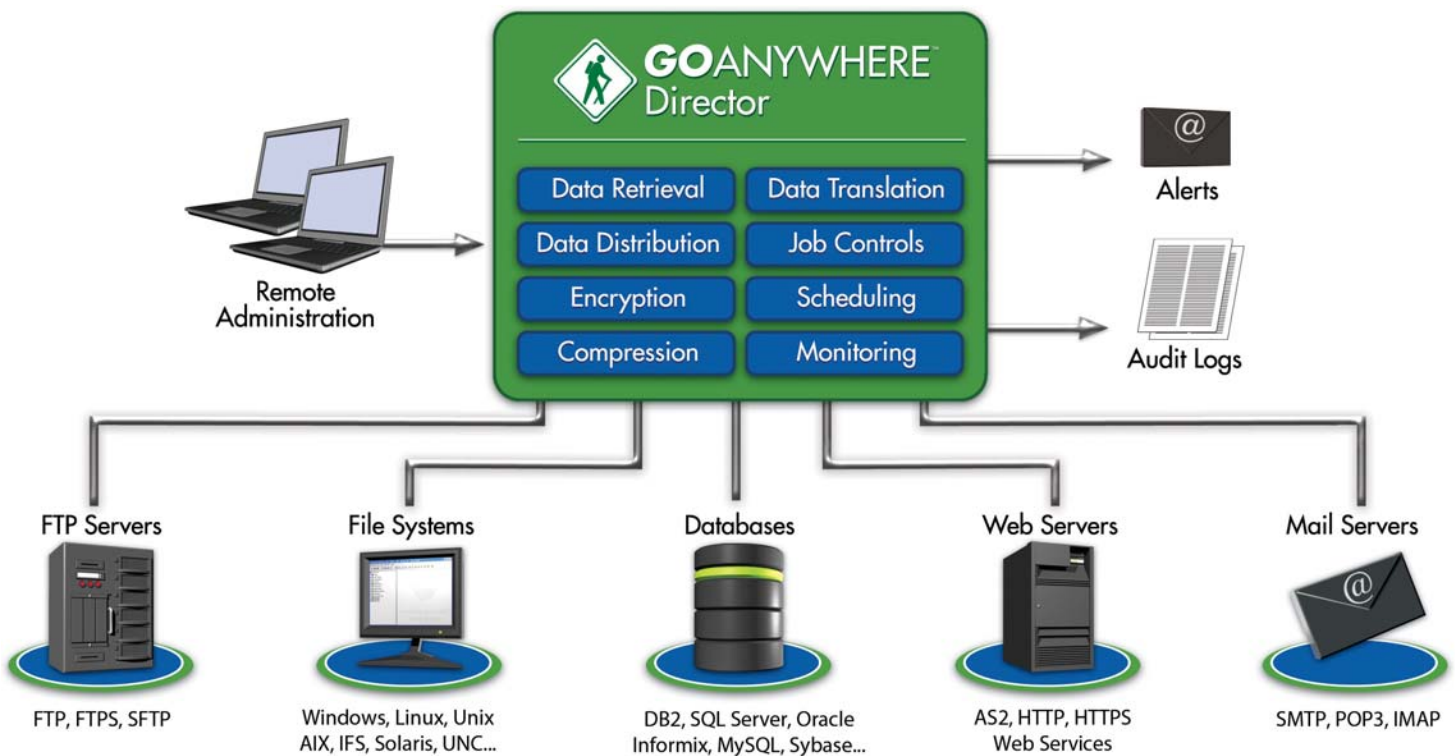 GOANYWHERE™
Director
Data Retrieval
Data Translation
Data Distribution
Job Controls
Encryption
Scheduling
Compression
Monitoring
Remote
Administration
@
Alerts
Audit Logs
FTP Servers
File Systems
Databases
Web Servers
Mail Servers
@
FTP, FTPS, SFTP
Windows, Linux, Unix
AIX, IFS, Solaris, UNC...
DB2, SQL Server, Oracle
Informix, MySQL, Sybase...
AS2, HTTP, HTTPS
Web Services
SMTP, POP3, IMAP